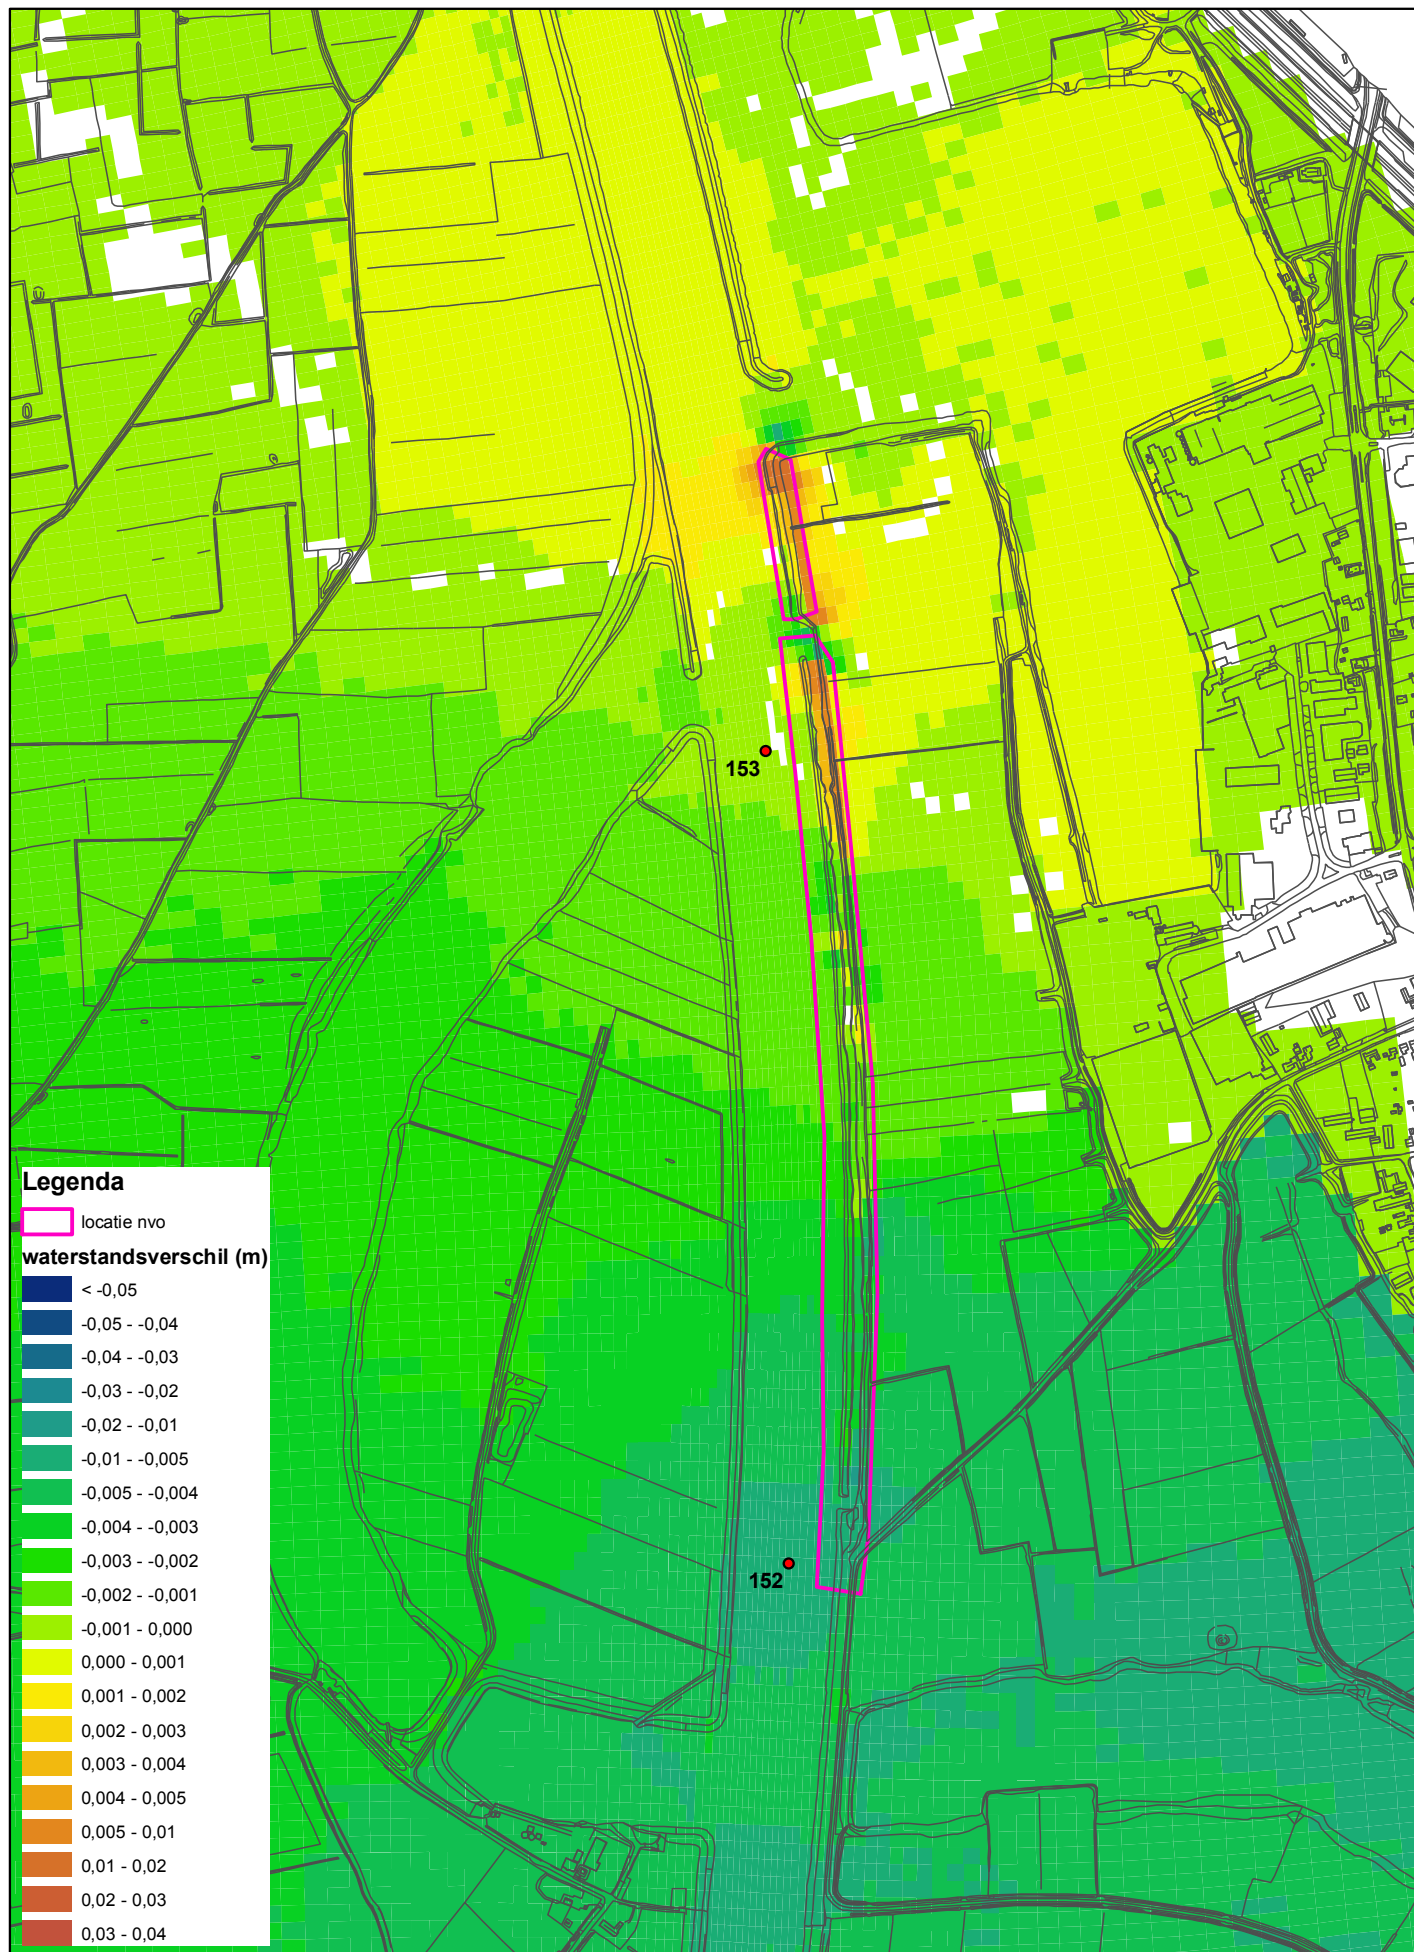 153
152
Legenda
locatie nvo
waterstandsverschil (m)
< -0,05
-0,05 - -0,04
-0,04 - -0,03
-0,03 - -0,02
-0,02 - -0,01
-0,01 - -0,005
-0,005 - -0,004
-0,004 - -0,003
-0,003 - -0,002
-0,002 - -0,001
-0,001 - 0,000
0,000 - 0,001
0,001 - 0,002
0,002 - 0,003
0,003 - 0,004
0,004 - 0,005
0,005 - 0,01
0,01 - 0,02
0,02 - 0,03
0,03 - 0,04